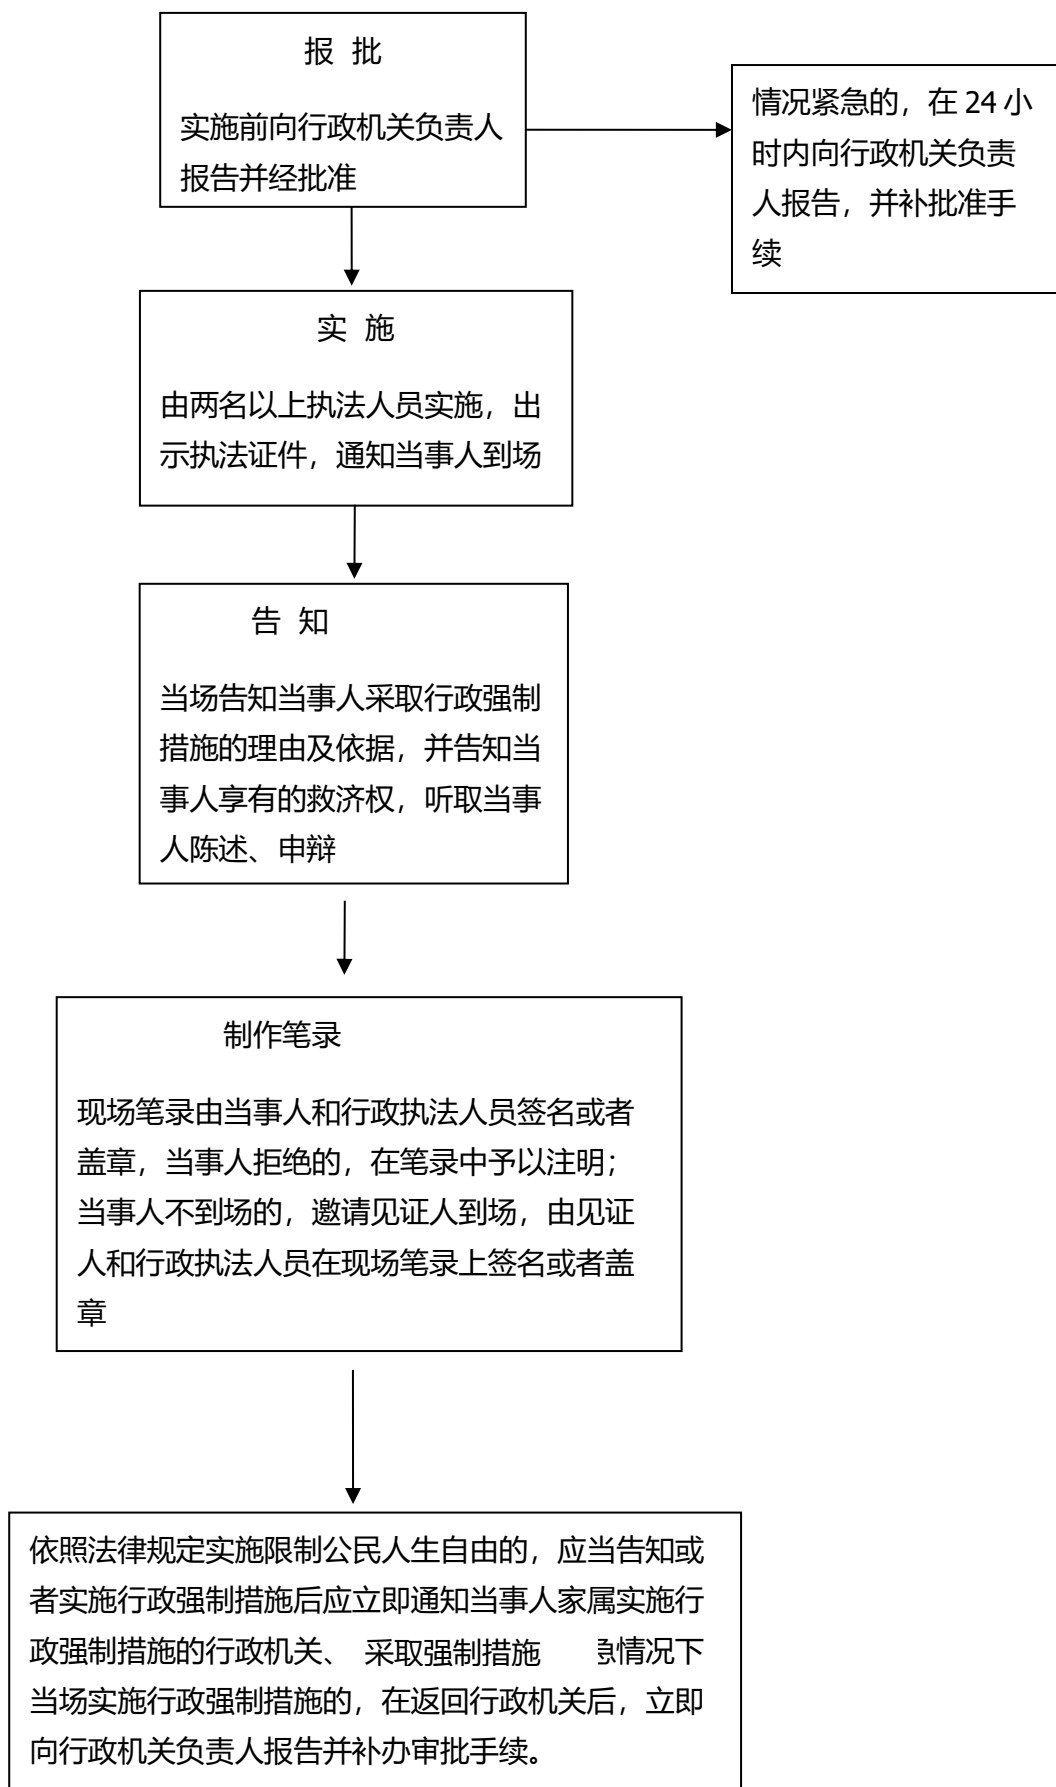 报 批
实施前向行政机关负责人
报告并经批准
情况紧急的，在 24 小
时内向行政机关负责
人报告，并补批准手
续
实 施
由两名以上执法人员实施，出
示执法证件，通知当事人到场
告 知
当场告知当事人采取行政强制
措施的理由及依据，并告知当
事人享有的救济权，听取当事
人陈述、申辩
制作笔录
现场笔录由当事人和行政执法人员签名或者
盖章，当事人拒绝的，在笔录中予以注明；
当事人不到场的，邀请见证人到场，由见证
人和行政执法人员在现场笔录上签名或者盖
章
依照法律规定实施限制公民人生自由的，应当告知或
者实施行政强制措施后应立即通知当事人家属实施行
政强制措施的行政机关、 采取强制措施 急情况下
当场实施行政强制措施的，在返回行政机关后，立即
向行政机关负责人报告并补办审批手续。